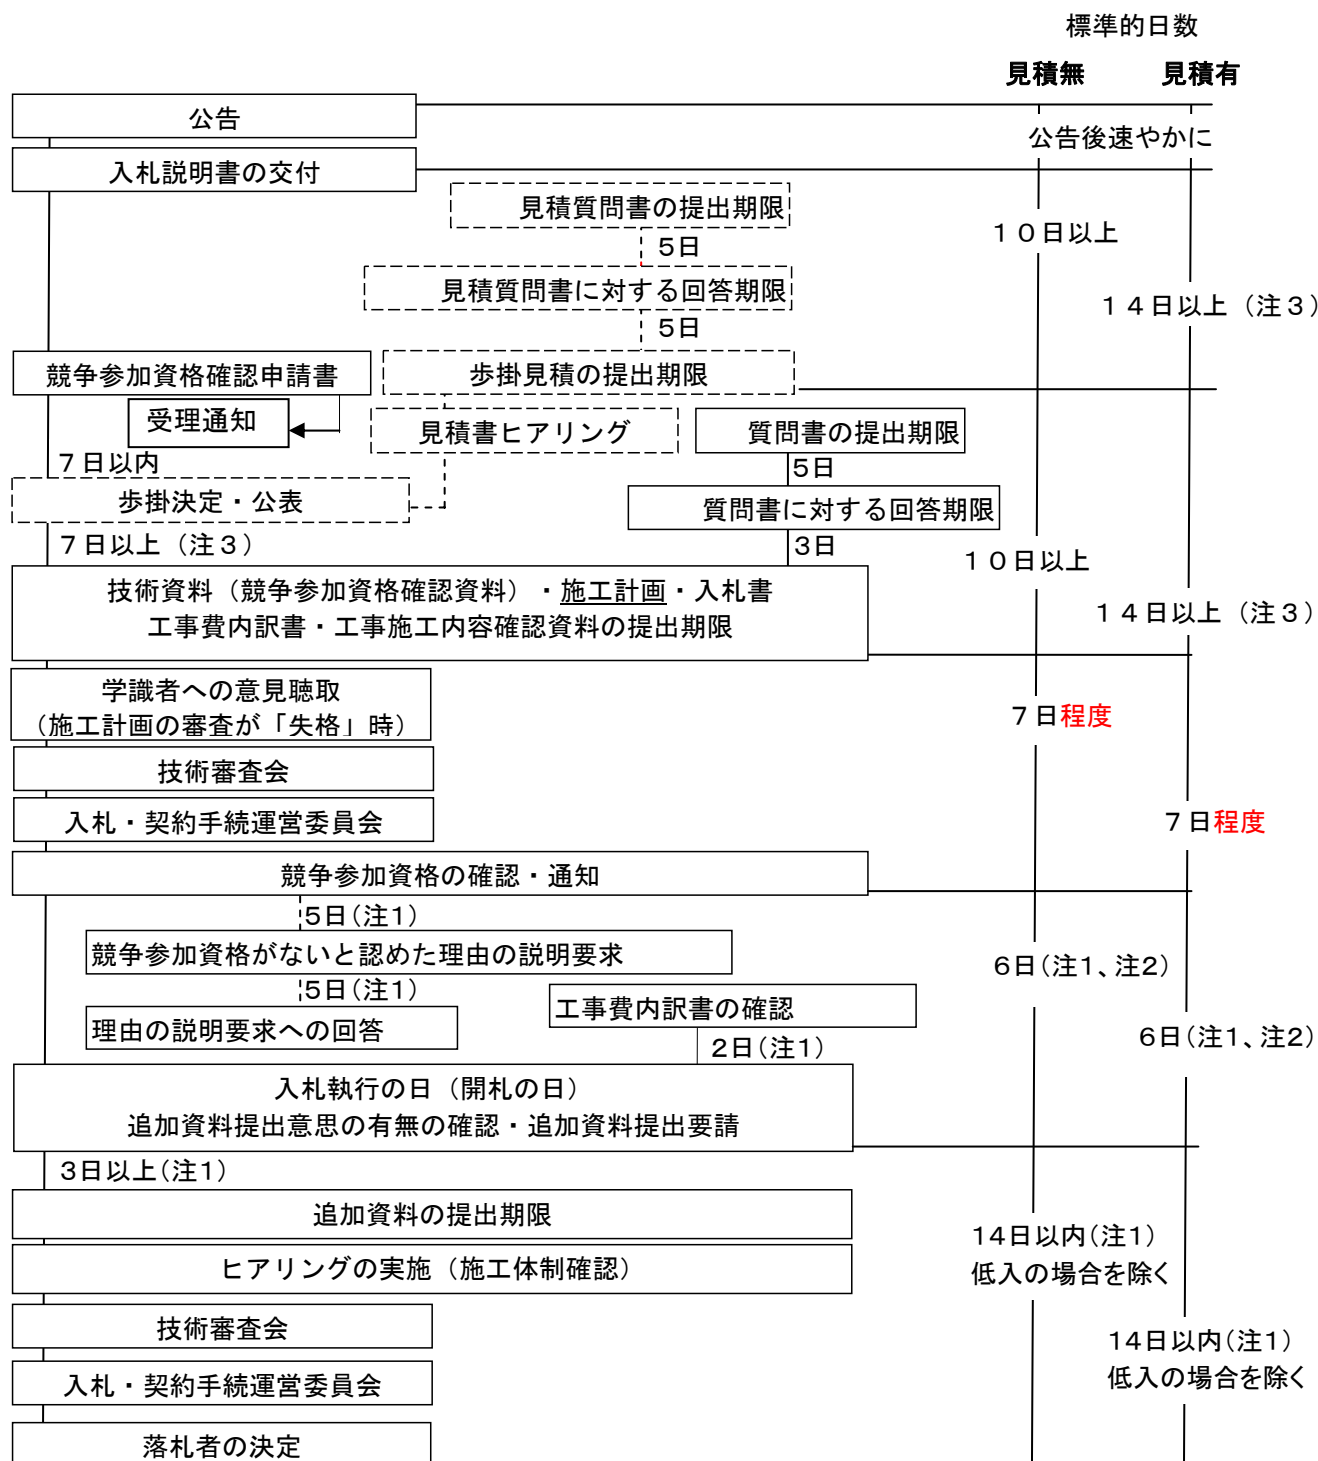 標準的日数
見積無
見積有
公告
公告後速やかに
入札説明書の交付
見積質問書の提出期限
１０日以上
5日
見積質問書に対する回答期限
１４日以上（注３）
5日
競争参加資格確認申請書
歩掛見積の提出期限
受理通知
見積書ヒアリング
質問書の提出期限
７日以内
5日
歩掛決定・公表
質問書に対する回答期限
７日以上（注３）
3日
１０日以上
技術資料（競争参加資格確認資料）・施工計画・入札書
工事費内訳書・工事施工内容確認資料の提出期限
１４日以上（注３）
学識者への意見聴取
（施工計画の審査が「失格」時）
７日程度
技術審査会
入札・契約手続運営委員会
７日程度
競争参加資格の確認・通知
5日（注1）
競争参加資格がないと認めた理由の説明要求
6日（注1、注2）
5日（注1）
工事費内訳書の確認
理由の説明要求への回答
2日（注1）
6日（注1、注2）
入札執行の日（開札の日）
追加資料提出意思の有無の確認・追加資料提出要請
3日以上（注1）
追加資料の提出期限
14日以内（注1）
低入の場合を除く
ヒアリングの実施（施工体制確認）
技術審査会
14日以内（注1）
低入の場合を除く
入札・契約手続運営委員会
落札者の決定